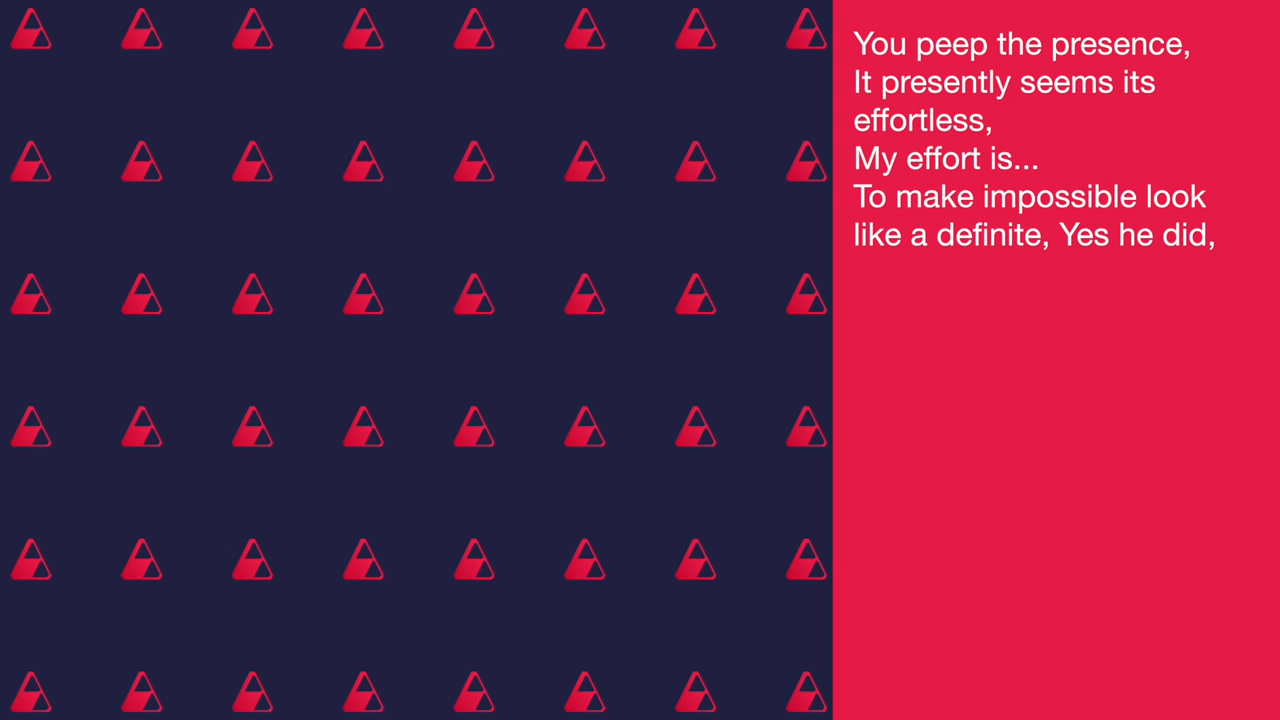 You peep the presence,
It presently seems its
effortless,
My effort is...
To make impossible look
like a definite, Yes he did,